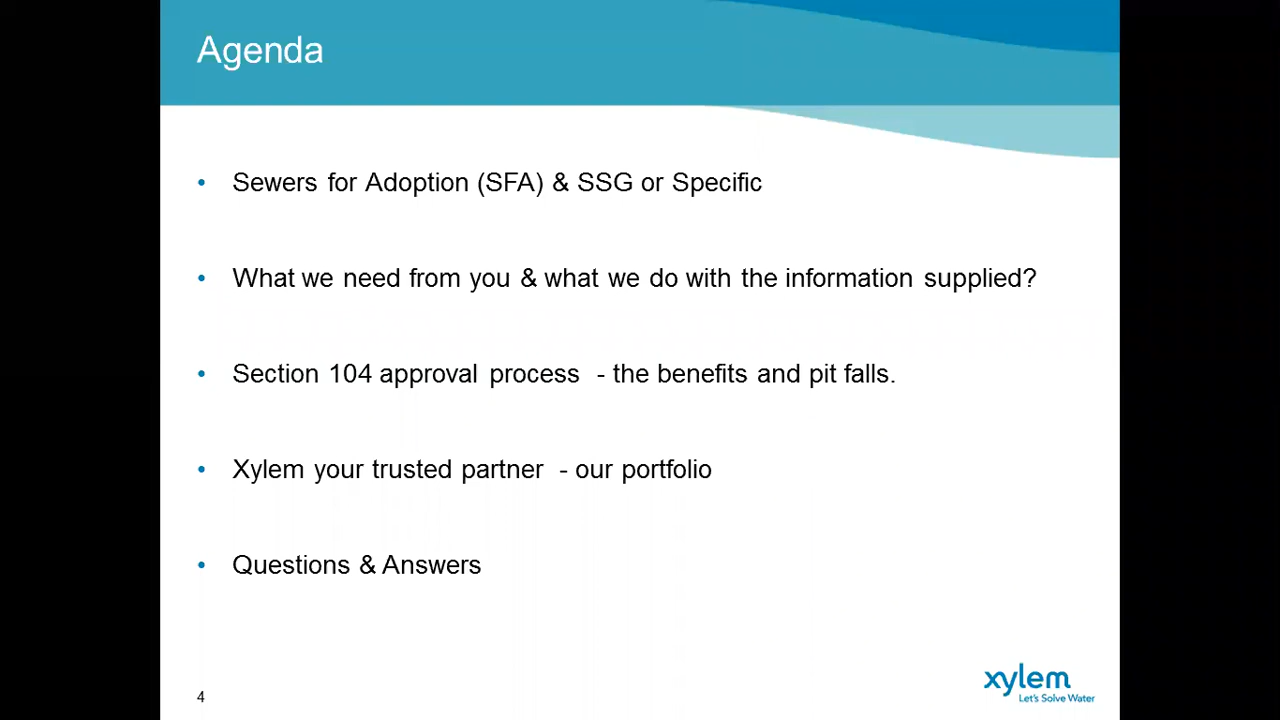 Agenda
• Sewers for Adoption (SFA) & SSG or Specific
• What we need from you & what we do with the information supplied?
• Section 104 approval process - the benefits and pit falls.
• Xylem your trusted partner - our portfolio
• Questions & Answers
4
xylem
Let's Solve Water